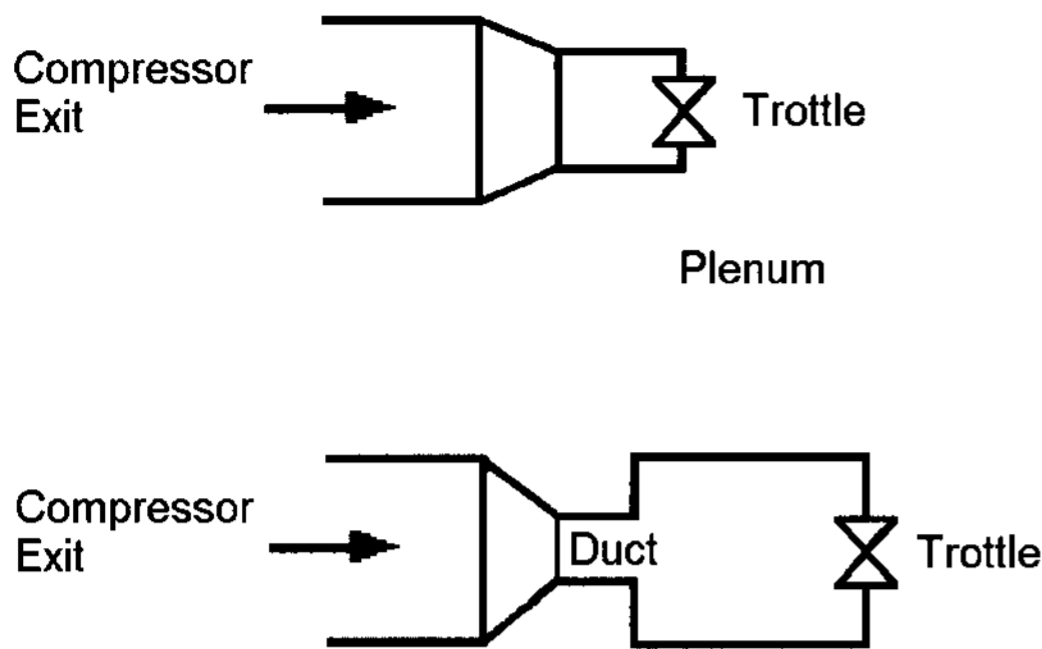 Compressor
Exit
Trottle
Plenum
Compressor
Exit
Duct
Trottle